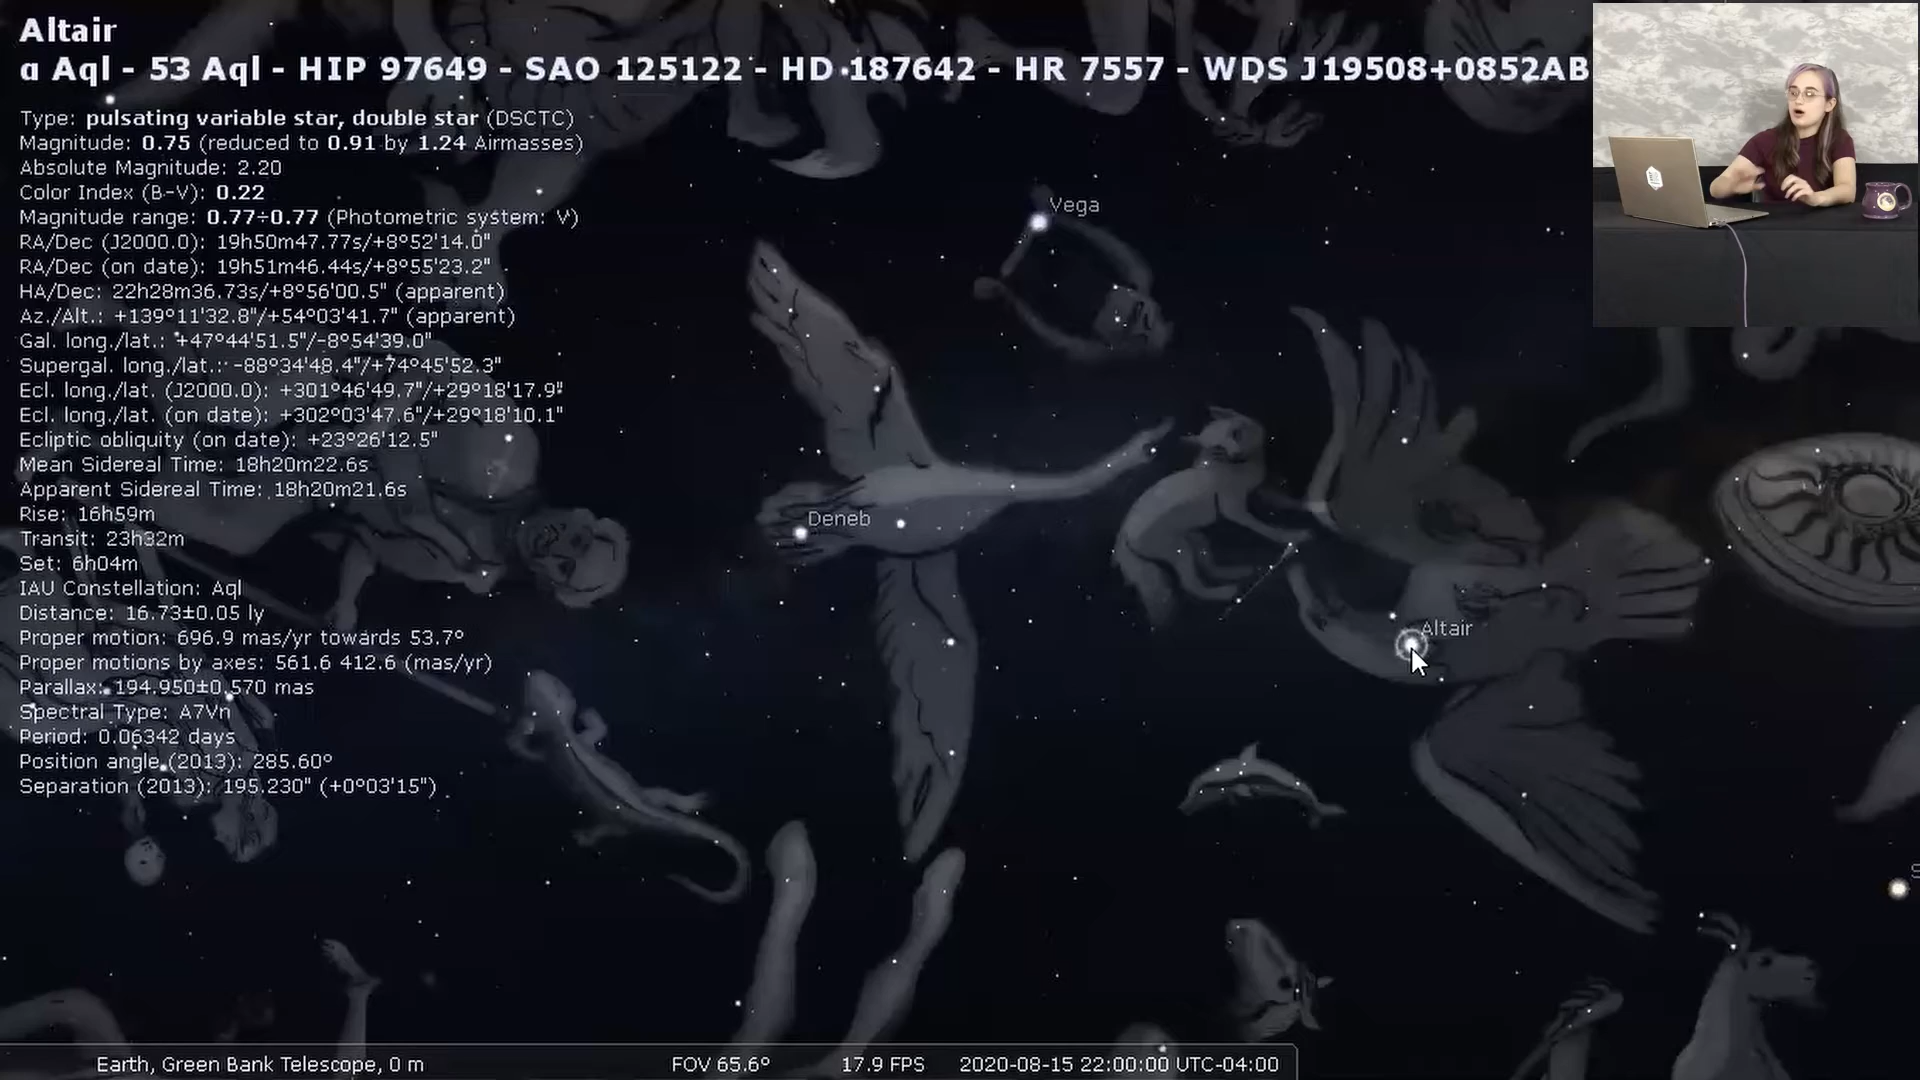 Altair
α Aql - 53 Aql - HIP 97649 - SAO 125122 - HD 187642 - HR 7557 - WDS J19508+0852AB
Type: pulsating variable star, double star (DSCTC)
Magnitude: 0.75 (reduced to 0.91 by 1.24 Airmasses)
Absolute Magnitude: 2.20
Color Index (B-V): 0.22
Magnitude range: 0.77÷0.77 (Photometric system: V)
RA/Dec (J2000.0): 19h50m47.77s/+8°52'14.0"
RA/Dec (on date): 19h51m46.44s/+8°55'23.2"
HA/Dec: 22h28m36.73s/+8°56'00.5" (apparent)
Az./Alt.: +139°11'32.8"/+54°03'41.7" (apparent)
Gal. long./lat.: +47°44'51.5"/-8°54'39.0"
Supergal. long./lat.: -88°34'48.4"/+74°45'52.3"
Ecl. long./lat. (J2000.0): +301°46'49.7"/+29°18'17.9"
Ecl. long./lat. (on date): +302°03'47.6"/+29°18'10.1"
Ecliptic obliquity (on date): +23°26'12.5"
Mean Sidereal Time: 18h20m22.6s
Apparent Sidereal Time: 18h20m21.6s
Rise: 16h59m
Transit: 23h32m
Set: 6h04m
IAU Constellation: Aql
Distance: 16.73±0.05 ly
Proper motion: 696.9 mas/yr towards 53.7°
Proper motions by axes: 561.6 412.6 (mas/yr)
Parallax: 194.950±0.570 mas
Spectral Type: A7Vn
Period: 0.06342 days
Position angle (2013): 285.60°
Separation (2013): 195.230" (+0°03'15")
Vega
Deneb
Altair
Earth, Green Bank Telescope, 0 m
FOV 65.6°
17.9 FPS
2020-08-15 22:00:00 UTC-04:00